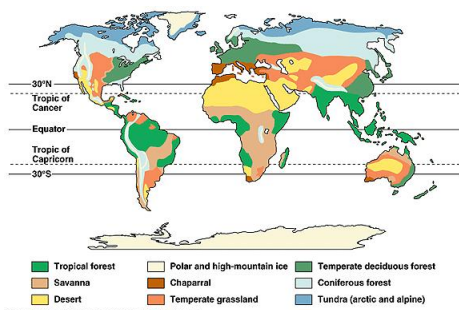 30°N
Tropic of
Cancer
Equator
Tropic of
Capricorn
30°S
Tropical forest
Savanna
Desert
Polar and high-mountain ice
Chaparral
Temperate grassland
Temperate deciduous forest
Coniferous forest
Tundra (arctic and alpine)